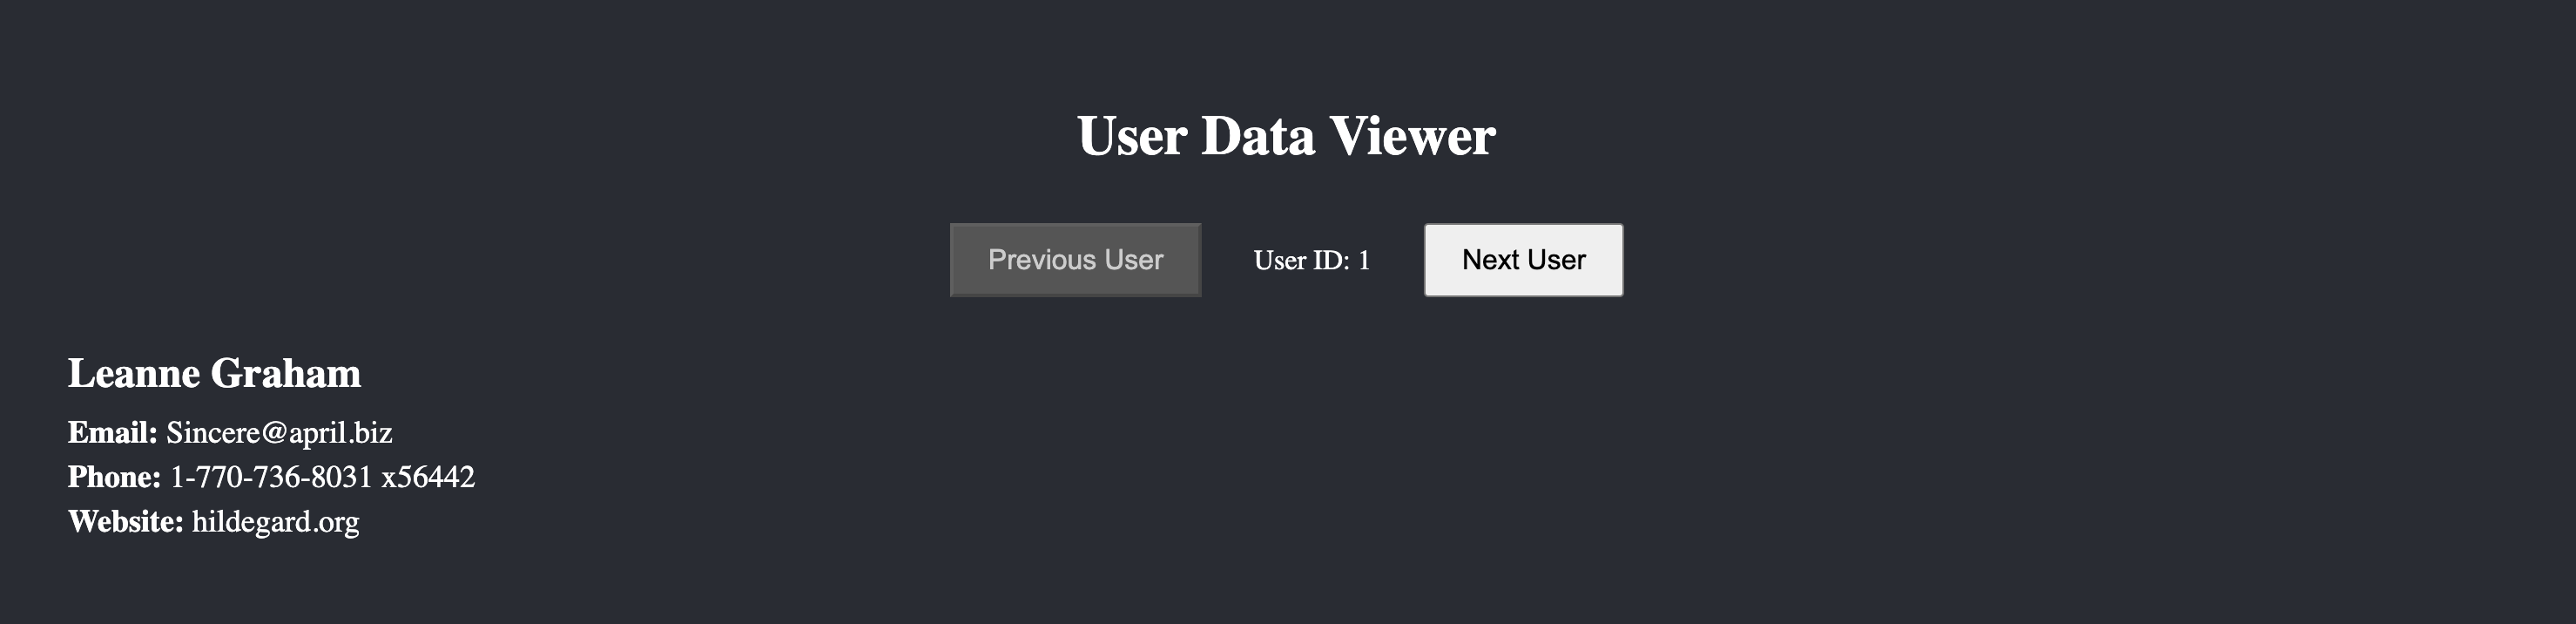 User Data Viewer
Previous User User ID: 1 Next User
Leanne Graham
Email: Sincere@april.biz
Phone: 1-770-736-8031 x56442
Website: hildegard.org